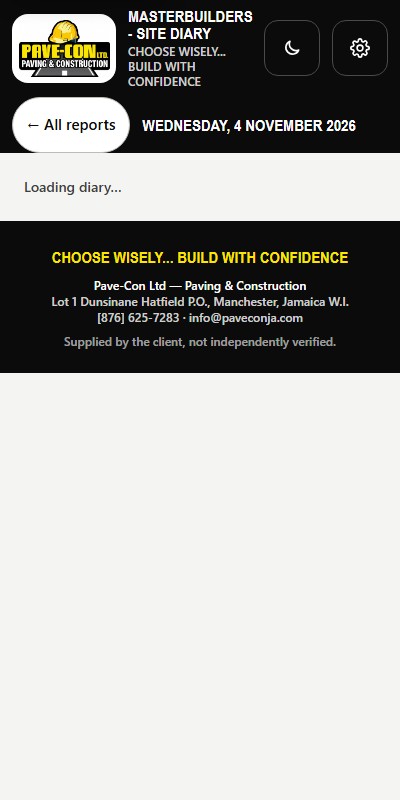 PAVE-CON LTD.
PAVING & CONSTRUCTION
MASTERBUILDERS
- SITE DIARY
CHOOSE WISELY...
BUILD WITH
CONFIDENCE
← All reports
WEDNESDAY, 4 NOVEMBER 2026
Loading diary...
CHOOSE WISELY... BUILD WITH CONFIDENCE
Pave-Con Ltd — Paving & Construction
Lot 1 Dunsinane Hatfield P.O., Manchester, Jamaica W.I.
[876] 625-7283 · info@paveconja.com
Supplied by the client, not independently verified.